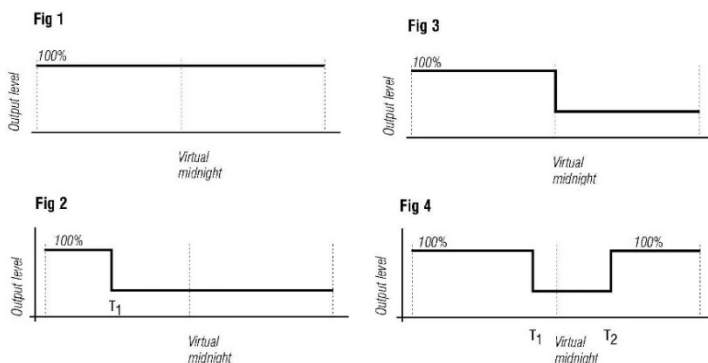 Fig 1
100%
Output level
Virtual
midnight
Fig 2
100%
Output level
T1
Virtual
midnight
Fig 3
100%
Output level
Virtual
midnight
Fig 4
100%
100%
Output level
T1
Virtual
midnight
T2